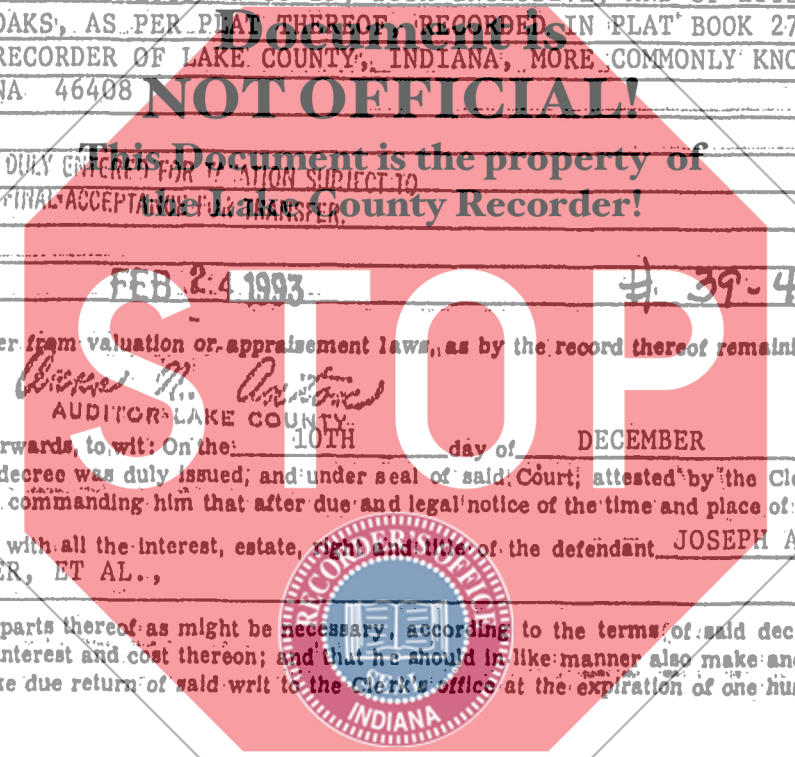 OAKS, AS PER PLAT THEREOF, RECORDED IN PLAT BOOK 27
Document is
RECORDER OF LAKE COUNTY, INDIANA, MORE COMMONLY KNO
NA 46408
NOT OFFICIAL!
This Document is the property of
DULY ENTERED FOR TAXATION SUBJECT TO
the Lake County Recorder!
FINAL ACCEPTANCE FOR TRANSFER.
FEB 24 1993
# 39-4
STOP
er from valuation or appraisement laws, as by the record thereof remaini
AUDITOR LAKE COUNTY
rwards, to wit: On the 10TH day of DECEMBER
decree was duly issued, and under seal of said Court, attested by the Cle
commanding him that after due and legal notice of the time and place of
with all the interest, estate, right and title of the defendant JOSEPH A
ER, ET AL.,
parts thereof as might be necessary, according to the terms of said dec
interest and cost thereon; and that he should in like manner also make an
ke due return of said writ to the Clerk's office at the expiration of one hu
RECORDER'S OFFICE
INDIANA